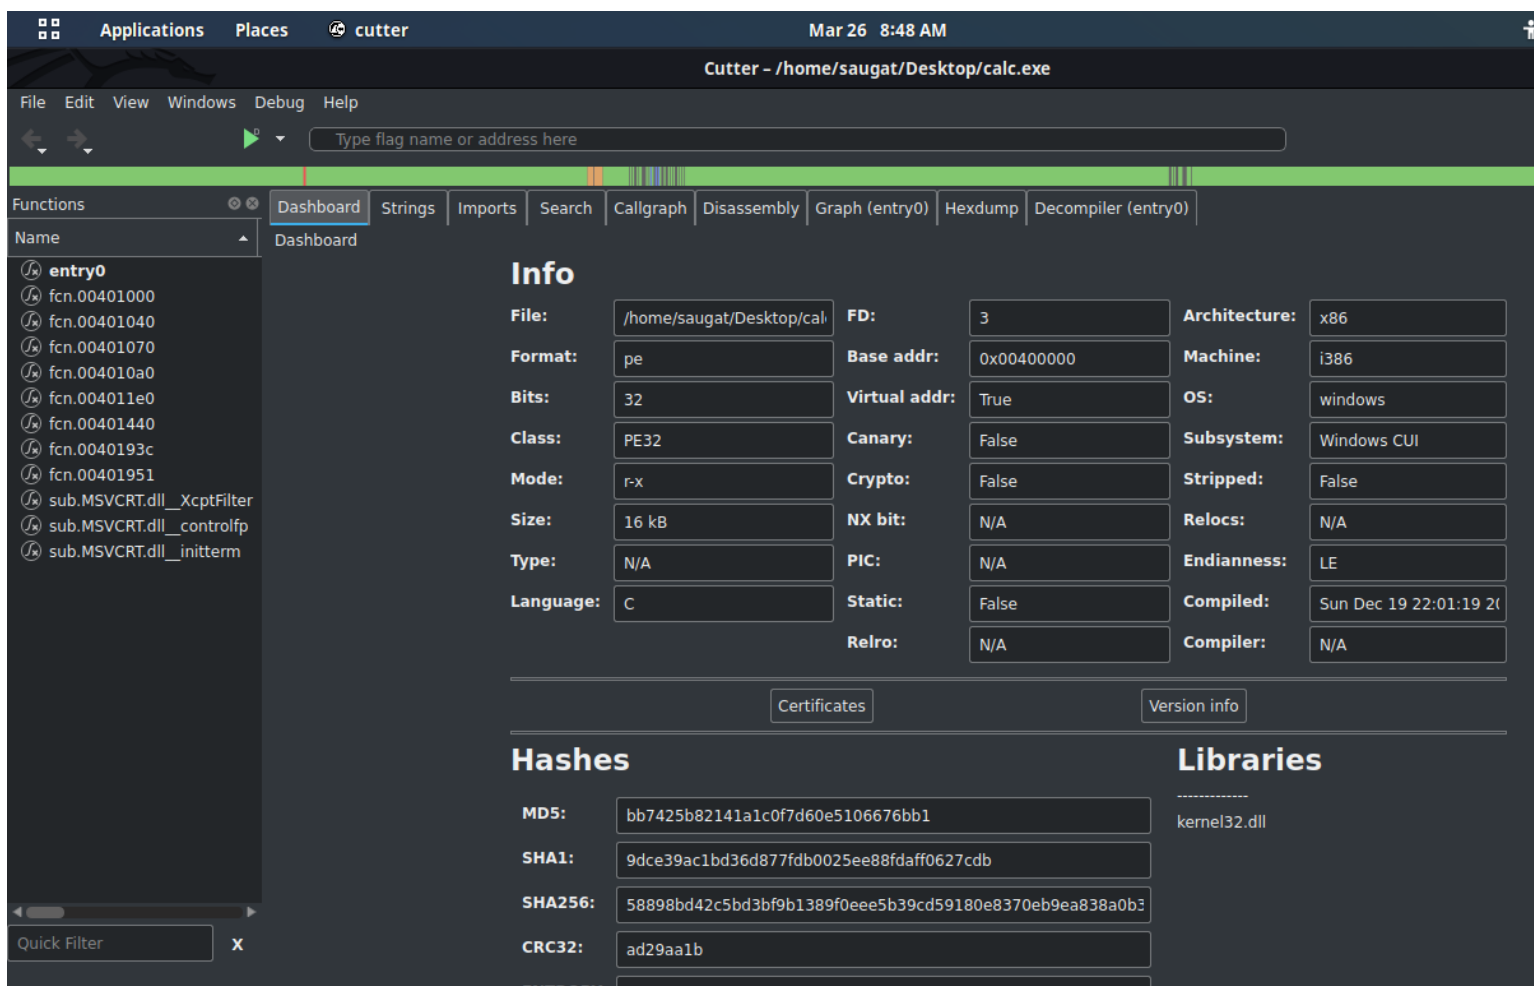 Applications Places cutter Mar 26 8:48 AM
Cutter – /home/saugat/Desktop/calc.exe
File Edit View Windows Debug Help
Type flag name or address here
Functions
Dashboard Strings Imports Search Callgraph Disassembly Graph (entry0) Hexdump Decompiler (entry0)
Name
Dashboard
entry0
fcn.00401000
fcn.00401040
fcn.00401070
fcn.004010a0
fcn.004011e0
fcn.00401440
fcn.0040193c
fcn.00401951
sub.MSVCRT.dll__XcptFilter
sub.MSVCRT.dll__controlfp
sub.MSVCRT.dll__initterm
Quick Filter X
Info
File: /home/saugat/Desktop/cal FD: 3 Architecture: x86
Format: pe Base addr: 0x00400000 Machine: i386
Bits: 32 Virtual addr: True OS: windows
Class: PE32 Canary: False Subsystem: Windows CUI
Mode: r-x Crypto: False Stripped: False
Size: 16 kB NX bit: N/A Relocs: N/A
Type: N/A PIC: N/A Endianness: LE
Language: C Static: False Compiled: Sun Dec 19 22:01:19
Relro: N/A Compiler: N/A
Certificates Version info
Hashes
MD5: bb7425b82141a1c0f7d60e5106676bb1
SHA1: 9dce39ac1bd36d877fdb0025ee88fdaff0627cdb
SHA256: 58898bd42c5bd3bf9b1389f0eee5b39cd59180e8370eb9ea838a0b3
CRC32: ad29aa1b
Libraries
-------------
kernel32.dll